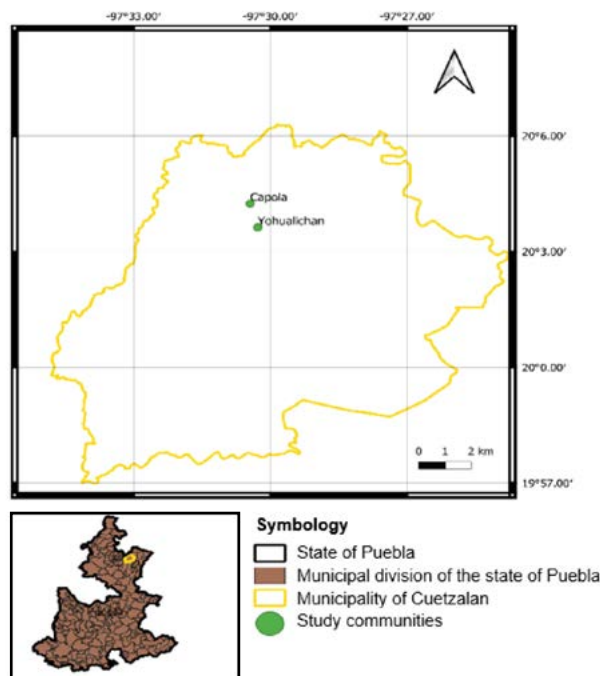 -97°33.00′ -97°30.00′ -97°27.00′
20°6.00′
Capola
Yohualichan
20°3.00′
20°0.00′
0 1 2 km
19°57.00′
Symbology
State of Puebla
Municipal division of the state of Puebla
Municipality of Cuetzalan
Study communities